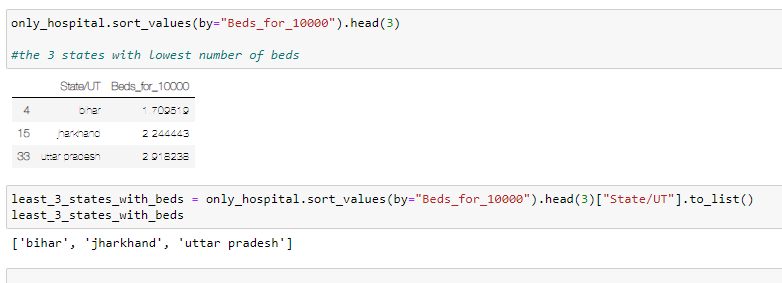 only_hospital.sort_values(by="Beds_for_10000").head(3)
#the 3 states with lowest number of beds
State/UT Beds_for_10000
4 bihar 1.709519
15 jharkhand 2.244443
33 uttar pradesh 2.918238
least_3_states_with_beds = only_hospital.sort_values(by="Beds_for_10000").head(3)["State/UT"].to_list()
least_3_states_with_beds
['bihar', 'jharkhand', 'uttar pradesh']